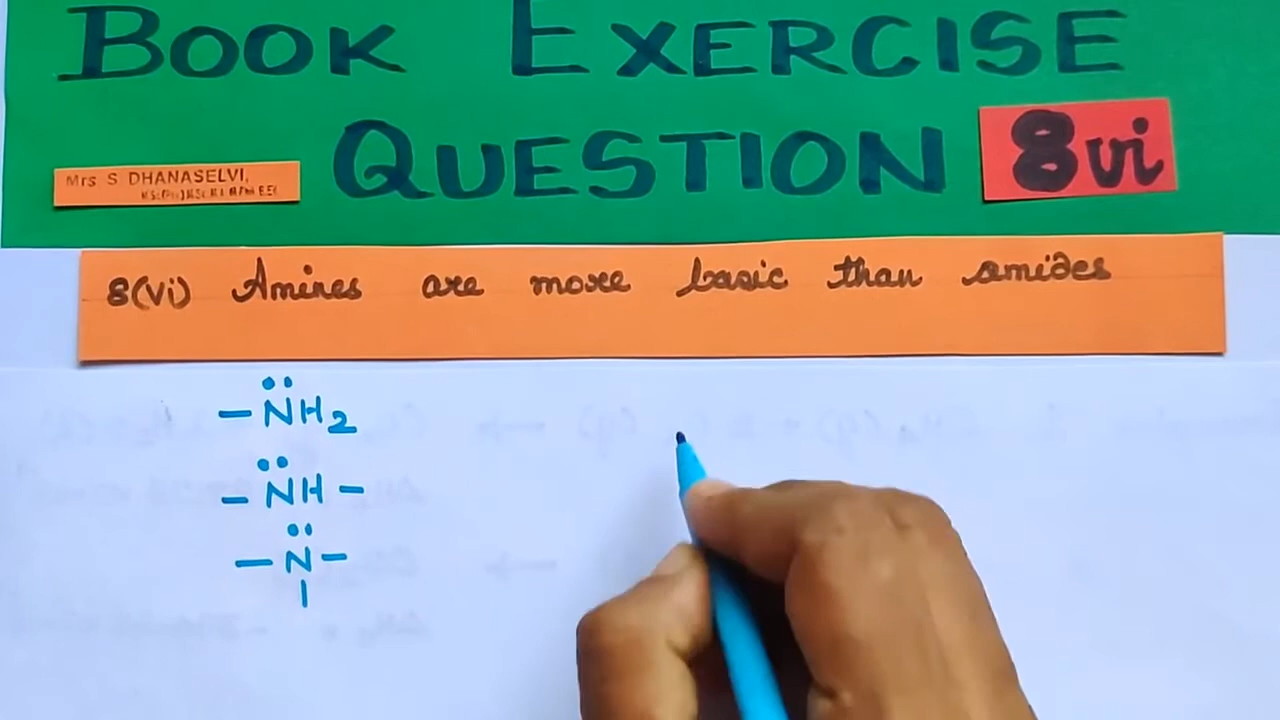 BOOK EXERCISE
QUESTION 8vi
Mrs S. DHANASELVI,
8(vi) Amines are more basic than amides
– N̈H₂
– N̈H –
– N̈ –